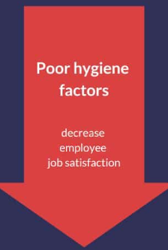 Poor hygiene
factors
decrease
employee
job satisfaction